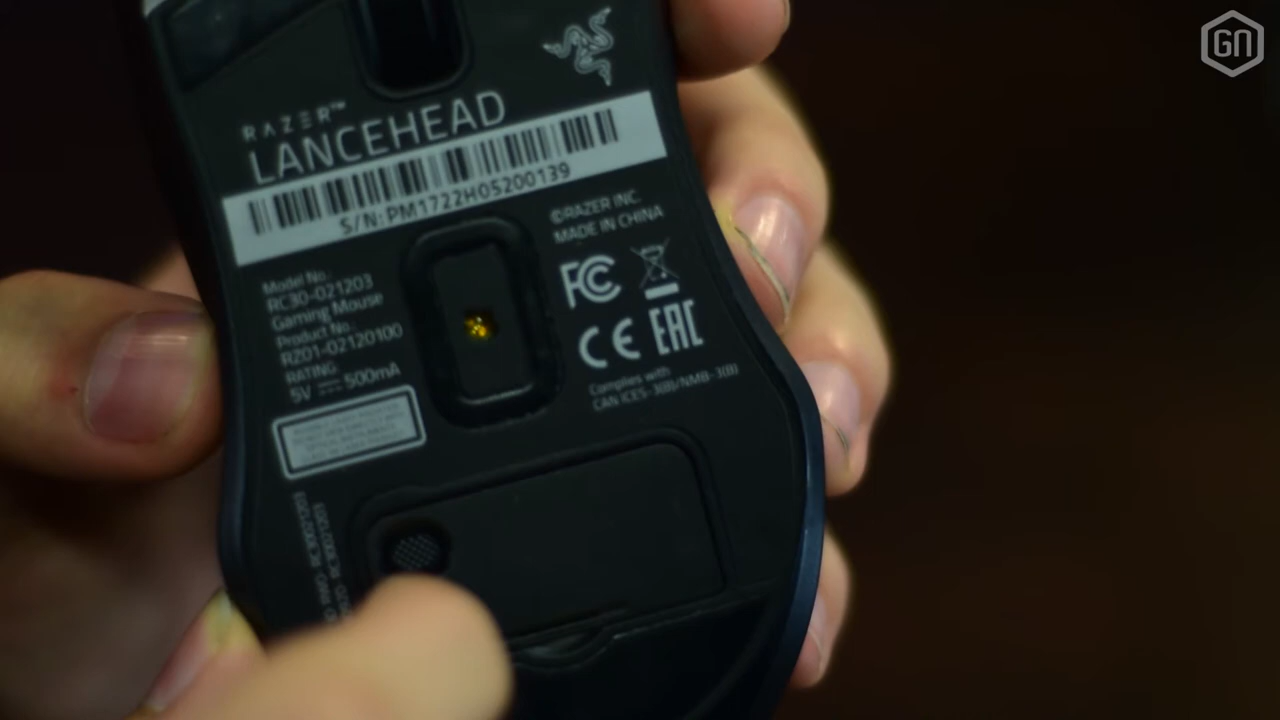 GN
RAZER™
LANCEHEAD
S/N:PM1722H05200139
©RAZER INC.
MADE IN CHINA
Model No.:
RC30-021203
Gaming Mouse
Product No.:
RZ01-02120100
RATING:
5V ⎓ 500mA
FC
CE EAC
Complies with
CAN ICES-3(B)/NMB-3(B)